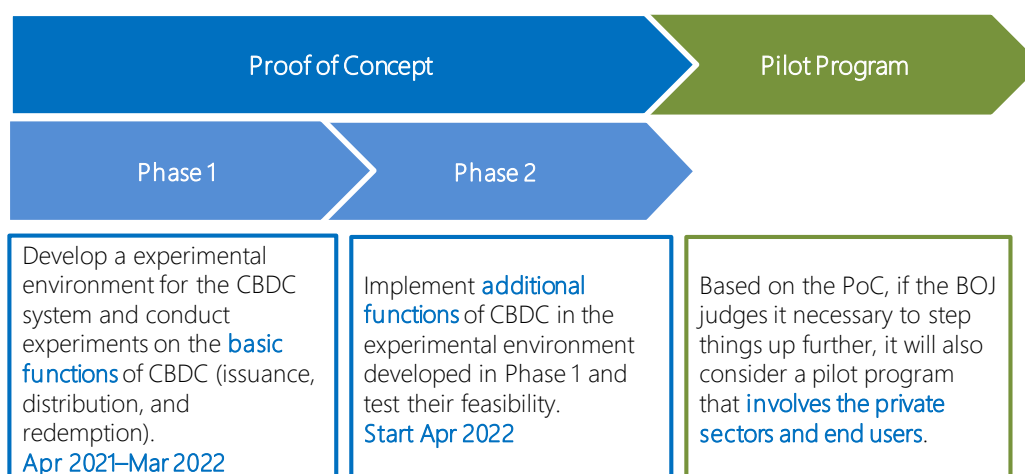 Proof of Concept
Pilot Program
Phase 1
Phase 2
Develop a experimental
environment for the CBDC
system and conduct
experiments on the basic
functions of CBDC (issuance,
distribution, and
redemption).
Apr 2021–Mar 2022
Implement additional
functions of CBDC in the
experimental environment
developed in Phase 1 and
test their feasibility.
Start Apr 2022
Based on the PoC, if the BOJ
judges it necessary to step
things up further, it will also
consider a pilot program
that involves the private
sectors and end users.